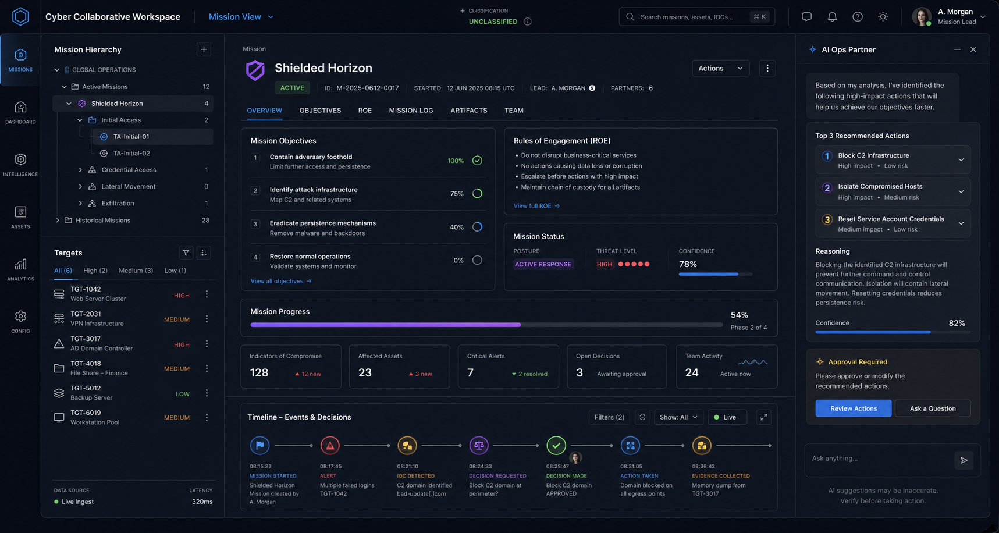 Cyber Collaborative Workspace
Mission View
CLASSIFICATION
UNCLASSIFIED
Search missions, assets, IOCs...
⌘ K
A. Morgan
Mission Lead
MISSIONS
DASHBOARD
INTELLIGENCE
ASSETS
ANALYTICS
CONFIG
Mission Hierarchy
GLOBAL OPERATIONS
Active Missions 12
Shielded Horizon 4
Initial Access 2
TA-Initial-01
TA-Initial-02
Credential Access 1
Lateral Movement 0
Exfiltration 1
Historical Missions 28
Targets
All (6) High (2) Medium (3) Low (1)
TGT-1042
Web Server Cluster
HIGH
TGT-2031
VPN Infrastructure
MEDIUM
TGT-3017
AD Domain Controller
HIGH
TGT-4018
File Share – Finance
MEDIUM
TGT-5012
Backup Server
LOW
TGT-6019
Workstation Pool
MEDIUM
DATA SOURCE LATENCY
Live Ingest 320ms
Mission
Shielded Horizon
Actions
ACTIVE ID: M-2025-0612-0017 STARTED: 12 JUN 2025 08:15 UTC LEAD: A. MORGAN PARTNERS: 6
OVERVIEW OBJECTIVES ROE MISSION LOG ARTIFACTS TEAM
Mission Objectives
1 Contain adversary foothold 100%
Limit further access and persistence
2 Identify attack infrastructure 75%
Map C2 and related systems
3 Eradicate persistence mechanisms 40%
Remove malware and backdoors
4 Restore normal operations 0%
Validate systems and monitor
View all objectives →
Rules of Engagement (ROE)
• Do not disrupt business-critical services
• No actions causing data loss or corruption
• Escalate before actions with high impact
• Maintain chain of custody for all artifacts
View full ROE →
Mission Status
POSTURE THREAT LEVEL CONFIDENCE
ACTIVE RESPONSE HIGH 78%
Mission Progress
54%
Phase 2 of 4
Indicators of Compromise
128 ▲ 12 new
Affected Assets
23 ▲ 3 new
Critical Alerts
7 ▼ 2 resolved
Open Decisions
3 Awaiting approval
Team Activity
24 Active now
Timeline – Events & Decisions
Filters (2)
Show: All
Live
08:15:22
MISSION STARTED
Shielded Horizon
Mission created by
A. Morgan
08:17:45
ALERT
Multiple failed logins
TGT-1042
08:21:10
IOC DETECTED
C2 domain identified
bad-update[.]com
08:24:33
DECISION REQUESTED
Block C2 domain at
perimeter?
08:25:47
DECISION MADE
Block C2 domain
APPROVED
08:31:05
ACTION TAKEN
Domain blocked on
all egress points
08:36:42
EVIDENCE COLLECTED
Memory dump from
TGT-3017
AI Ops Partner
Based on my analysis, I've identified the
following high-impact actions that will
help us achieve our objectives faster.
Top 3 Recommended Actions
1 Block C2 Infrastructure
High impact • Low risk
2 Isolate Compromised Hosts
High impact • Medium risk
3 Reset Service Account Credentials
Medium impact • Low risk
Reasoning
Blocking the identified C2 infrastructure will
prevent further command and control
communication. Isolation will contain lateral
movement. Resetting credentials reduces
persistence risk.
Confidence 82%
Approval Required
Please approve or modify the
recommended actions.
Review Actions
Ask a Question
Ask anything...
AI suggestions may be inaccurate.
Verify before taking action.